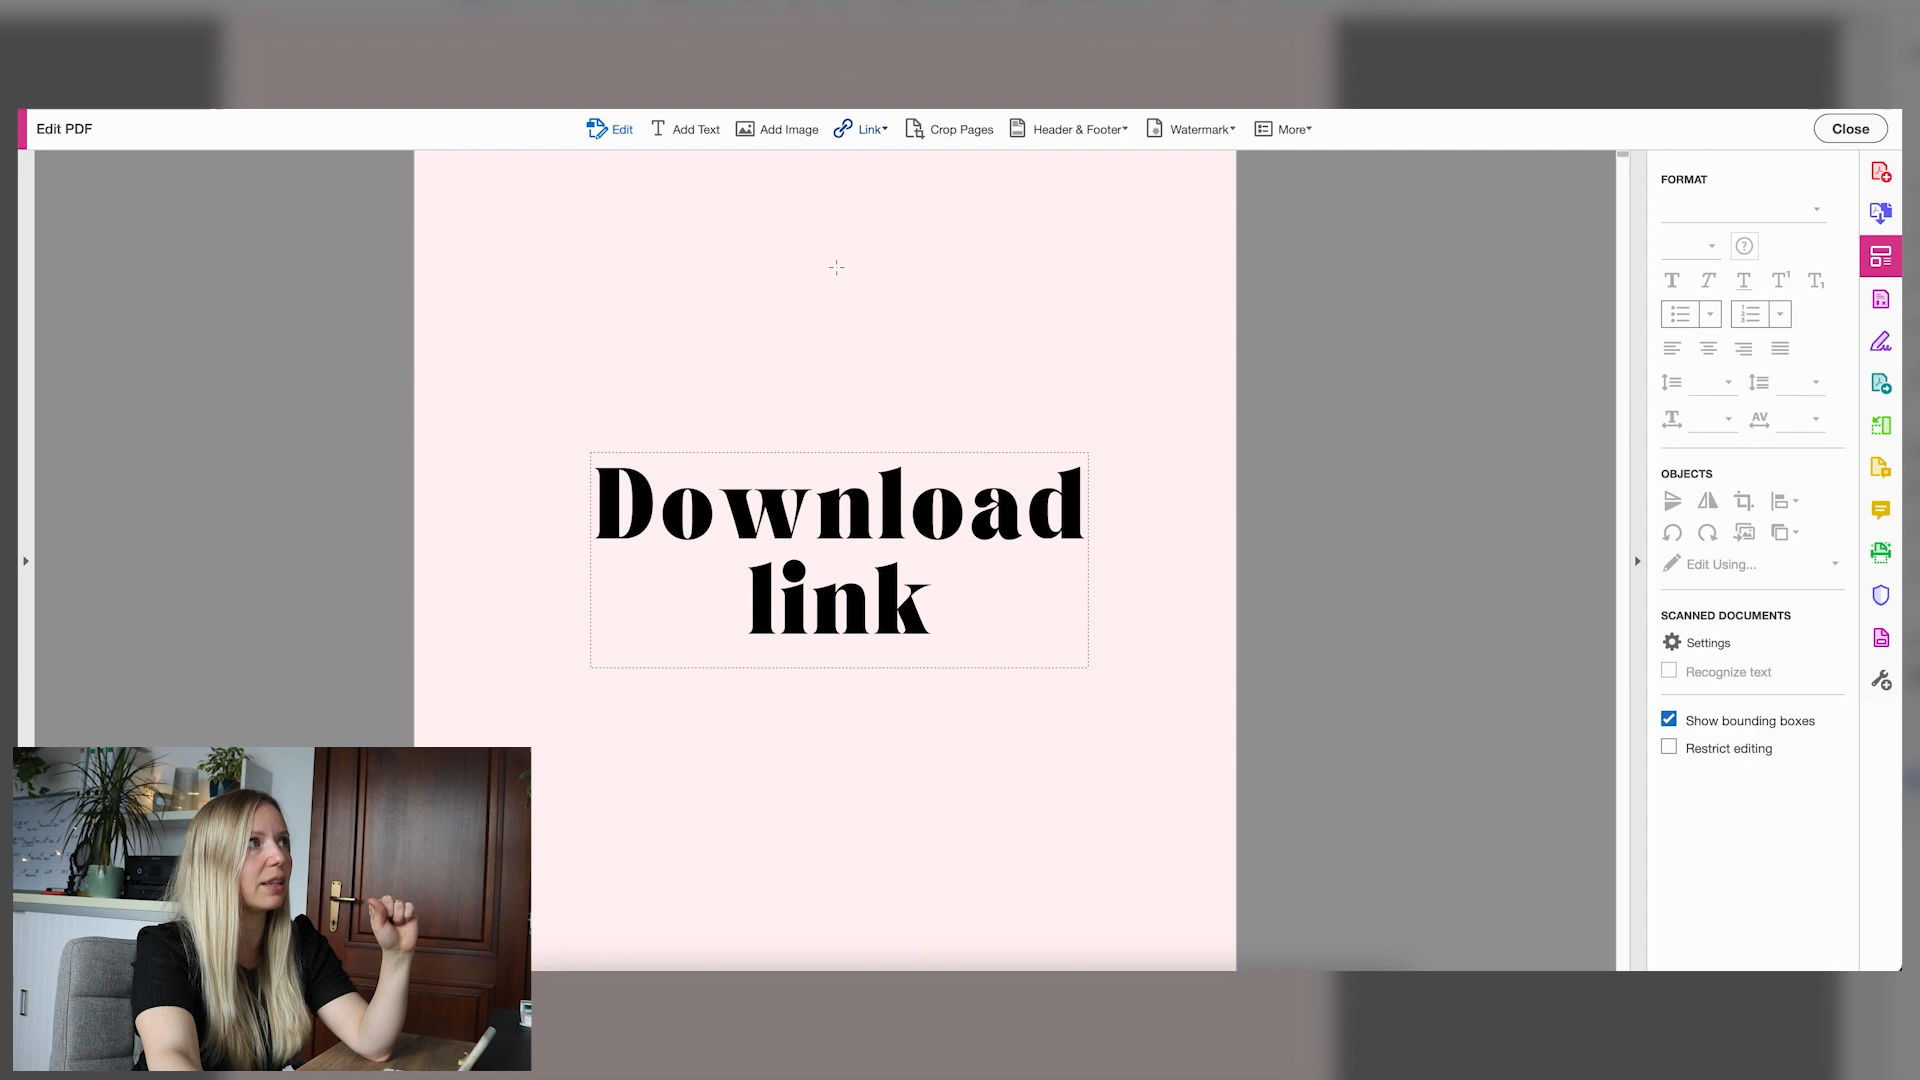 Edit PDF
Edit
Add Text
Add Image
Link
Crop Pages
Header & Footer
Watermark
More
Close
FORMAT
OBJECTS
Edit Using...
SCANNED DOCUMENTS
Settings
Recognize text
Show bounding boxes
Restrict editing
Download
link